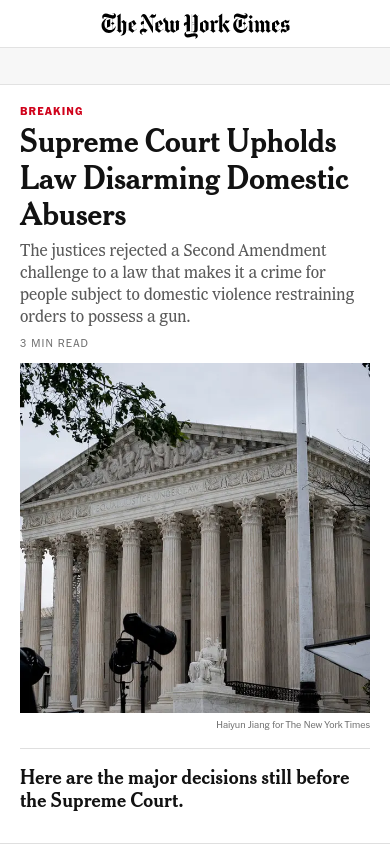 The New York Times
BREAKING
Supreme Court Upholds
Law Disarming Domestic
Abusers
The justices rejected a Second Amendment
challenge to a law that makes it a crime for
people subject to domestic violence restraining
orders to possess a gun.
3 MIN READ
Haiyun Jiang for The New York Times
Here are the major decisions still before
the Supreme Court.